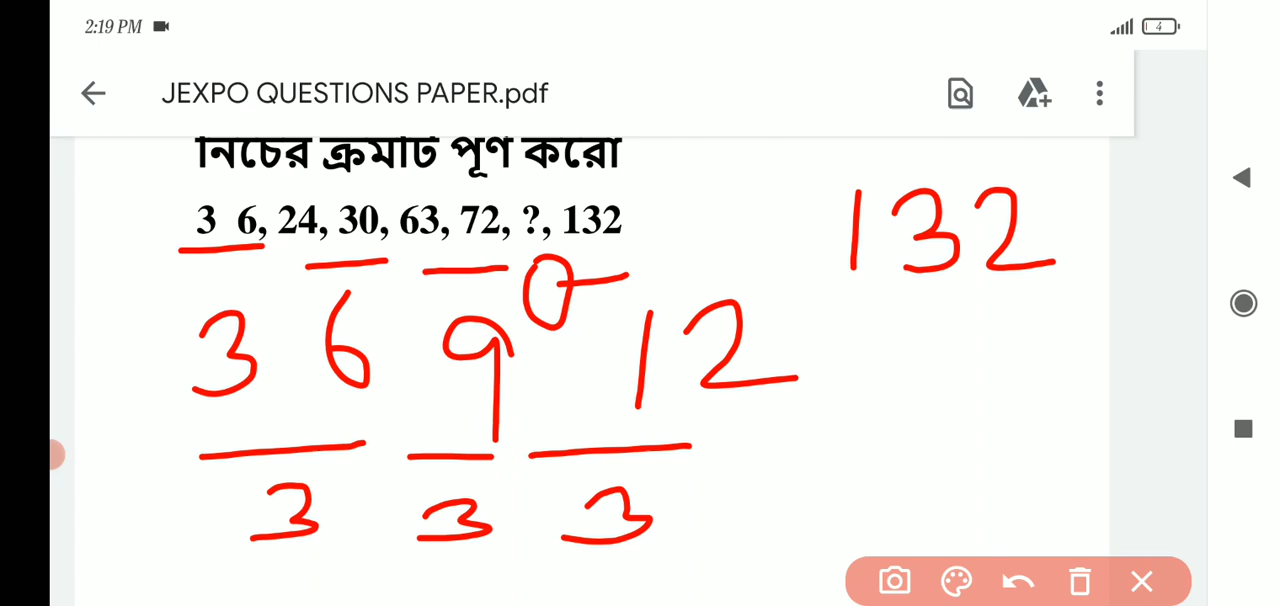 2:19 PM
4
JEXPO QUESTIONS PAPER.pdf
নিচের ক্রমটি পূর্ণ করো
3 6, 24, 30, 63, 72, ?, 132
132
3 6 9 12
3 3 3